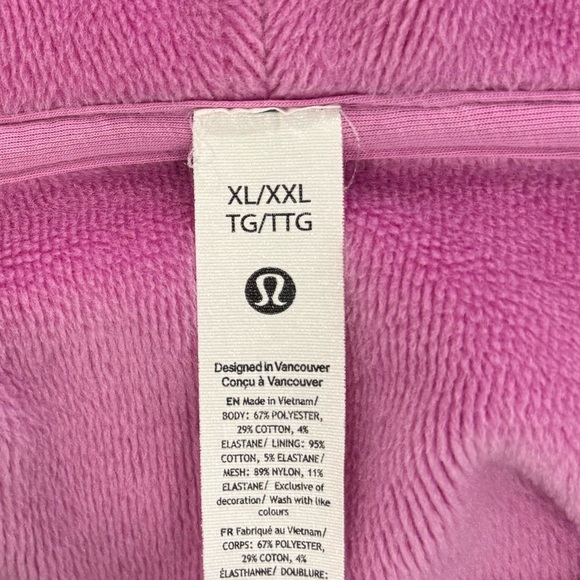 XL/XXL
TG/TTG
Designed in Vancouver
Conçu à Vancouver
EN Made in Vietnam/
BODY: 67% POLYESTER,
29% COTTON, 4%
ELASTANE/ LINING: 95%
COTTON, 5% ELASTANE/
MESH: 89% NYLON, 11%
ELASTANE/ Exclusive of
decoration/ Wash with like
colours
FR Fabriqué au Vietnam/
CORPS: 67% POLYESTER,
29% COTON, 4%
ÉLASTHANNE/ DOUBLURE: